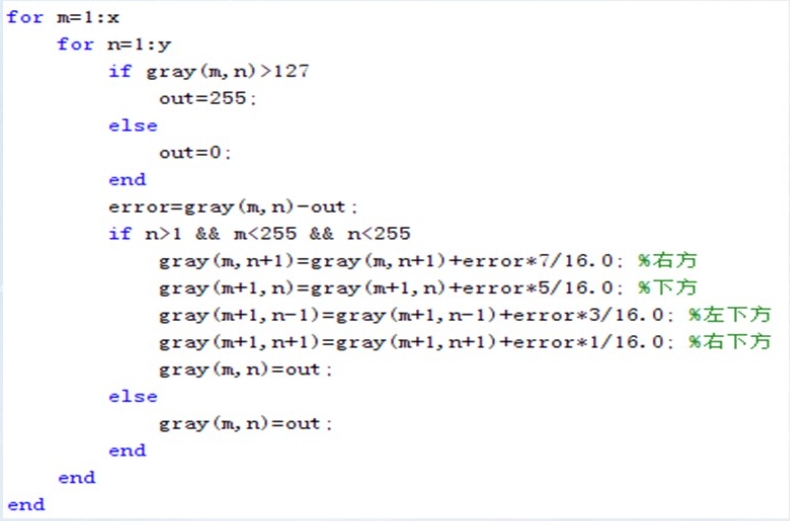 for m=1:x
    for n=1:y
        if gray(m,n)>127
            out=255;
        else
            out=0;
        end
        error=gray(m,n)-out;
        if n>1 && m<255 && n<255
            gray(m,n+1)=gray(m,n+1)+error*7/16.0; %右方
            gray(m+1,n)=gray(m+1,n)+error*5/16.0; %下方
            gray(m+1,n-1)=gray(m+1,n-1)+error*3/16.0; %左下方
            gray(m+1,n+1)=gray(m+1,n+1)+error*1/16.0; %右下方
            gray(m,n)=out;
        else
            gray(m,n)=out;
        end
    end
end